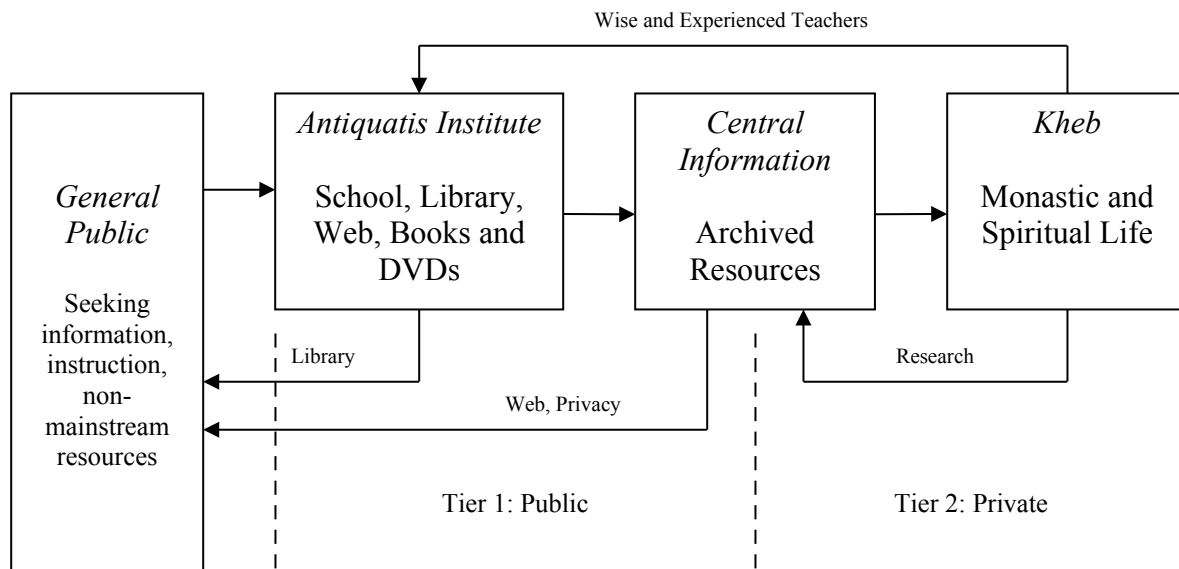 Wise and Experienced Teachers
General
Public
Seeking
information,
instruction,
non-
mainstream
resources
Antiquatis Institute
School, Library,
Web, Books and
DVDs
Central
Information
Archived
Resources
Kheb
Monastic and
Spiritual Life
Library
Research
Web, Privacy
Tier 1: Public
Tier 2: Private